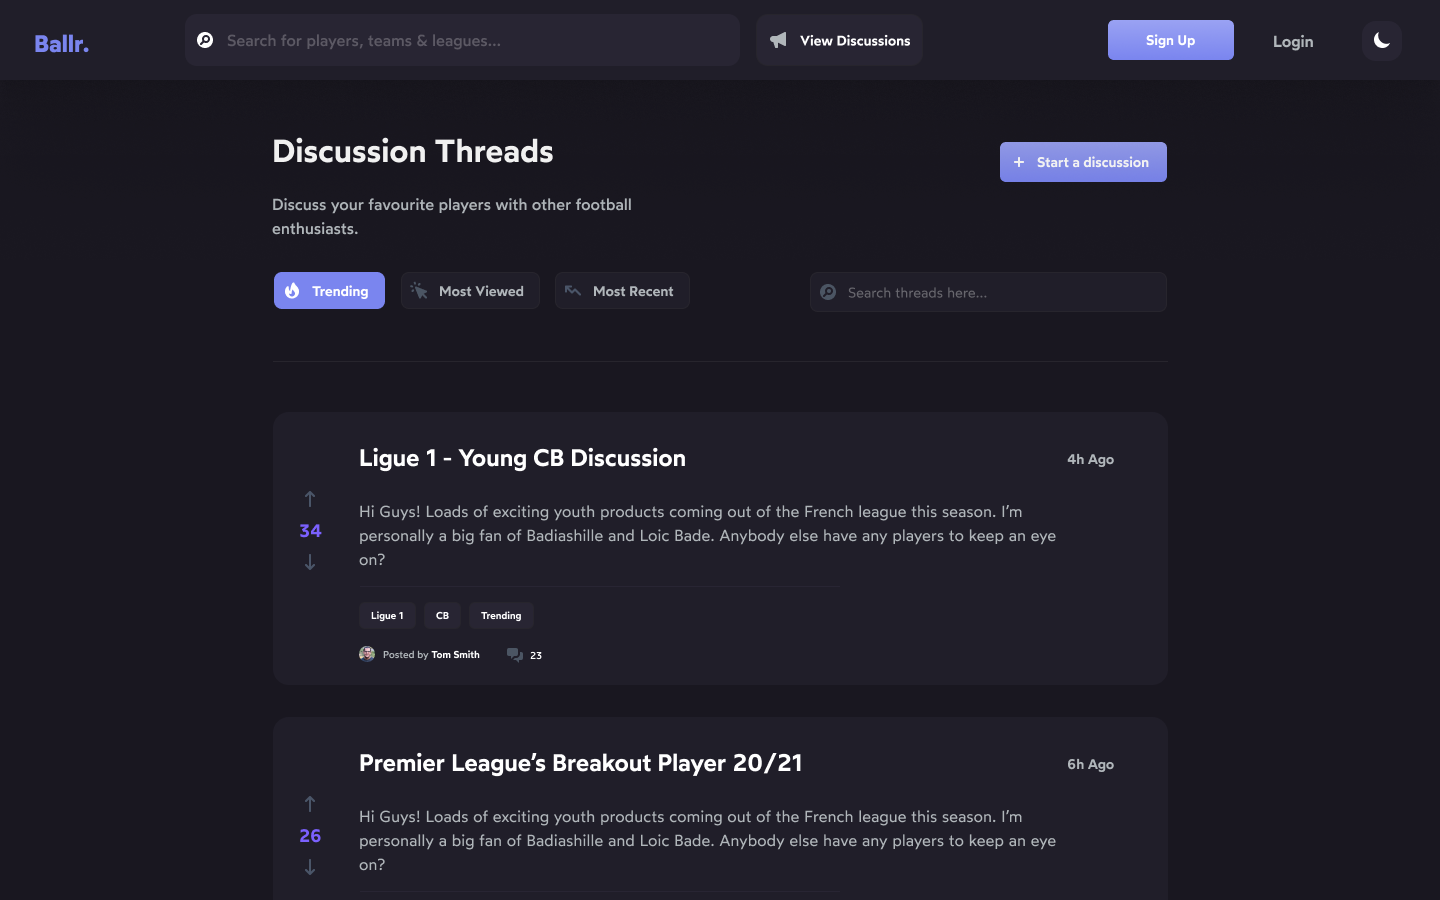 Ballr.
Search for players, teams & leagues...
View Discussions
Sign Up
Login
Discussion Threads
Start a discussion
Discuss your favourite players with other football
enthusiasts.
Trending
Most Viewed
Most Recent
Search threads here...
Ligue 1 - Young CB Discussion
4h Ago
34
Hi Guys! Loads of exciting youth products coming out of the French league this season. I’m
personally a big fan of Badiashille and Loic Bade. Anybody else have any players to keep an eye
on?
Ligue 1
CB
Trending
Posted by Tom Smith
23
Premier League’s Breakout Player 20/21
6h Ago
26
Hi Guys! Loads of exciting youth products coming out of the French league this season. I’m
personally a big fan of Badiashille and Loic Bade. Anybody else have any players to keep an eye
on?